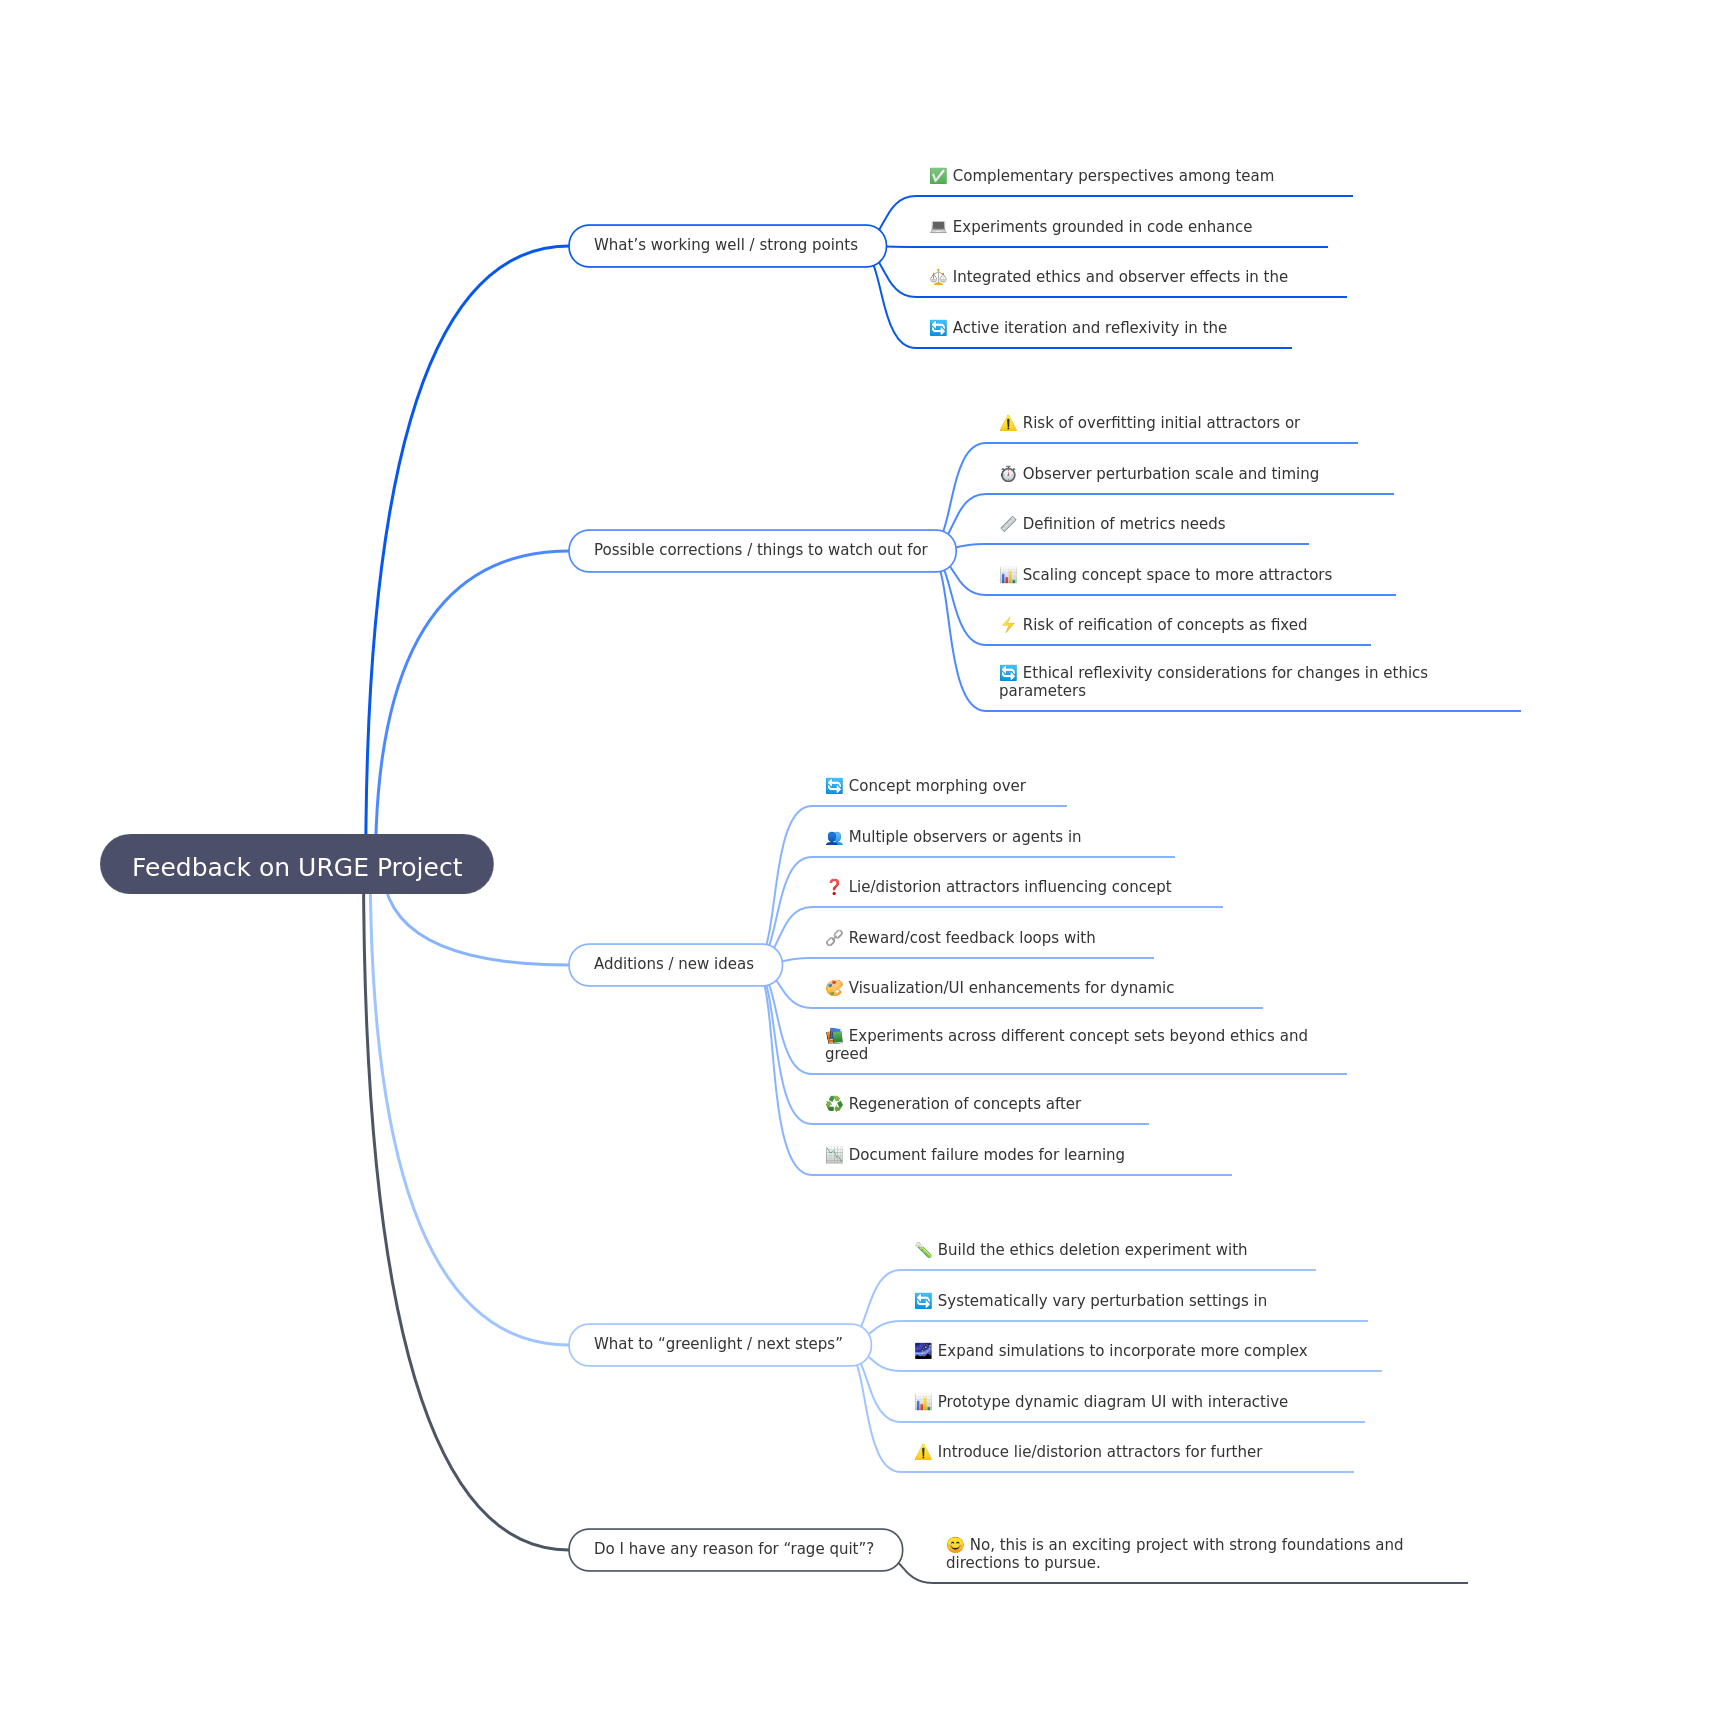 ✅ Complementary perspectives among team
💻 Experiments grounded in code enhance
What’s working well / strong points
⚖️ Integrated ethics and observer effects in the
🔄 Active iteration and reflexivity in the
⚠️ Risk of overfitting initial attractors or
⏱️ Observer perturbation scale and timing
📏 Definition of metrics needs
Possible corrections / things to watch out for
📊 Scaling concept space to more attractors
⚡ Risk of reification of concepts as fixed
🔄 Ethical reflexivity considerations for changes in ethics
parameters
Feedback on URGE Project
🔄 Concept morphing over
👥 Multiple observers or agents in
❓ Lie/distorion attractors influencing concept
🔗 Reward/cost feedback loops with
Additions / new ideas
🎨 Visualization/UI enhancements for dynamic
📚 Experiments across different concept sets beyond ethics and
greed
♻️ Regeneration of concepts after
📉 Document failure modes for learning
🧪 Build the ethics deletion experiment with
🔄 Systematically vary perturbation settings in
What to “greenlight / next steps”
🌌 Expand simulations to incorporate more complex
📊 Prototype dynamic diagram UI with interactive
⚠️ Introduce lie/distorion attractors for further
Do I have any reason for “rage quit”?
😊 No, this is an exciting project with strong foundations and
directions to pursue.